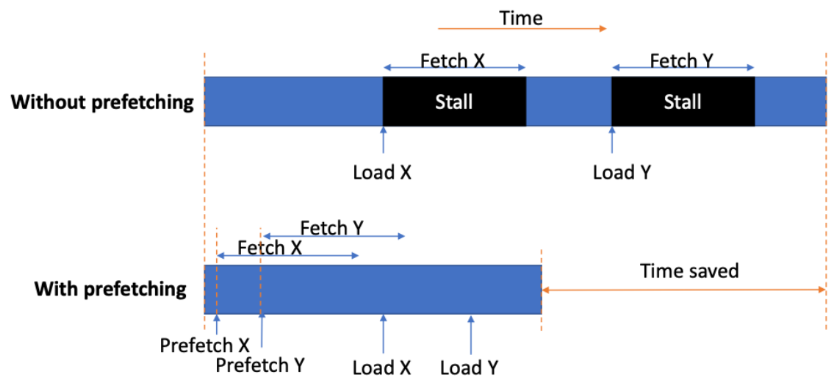 Time
Fetch X
Fetch Y
Without prefetching
Stall
Stall
Load X
Load Y
Fetch Y
Fetch X
Time saved
With prefetching
Prefetch X
Prefetch Y
Load X
Load Y